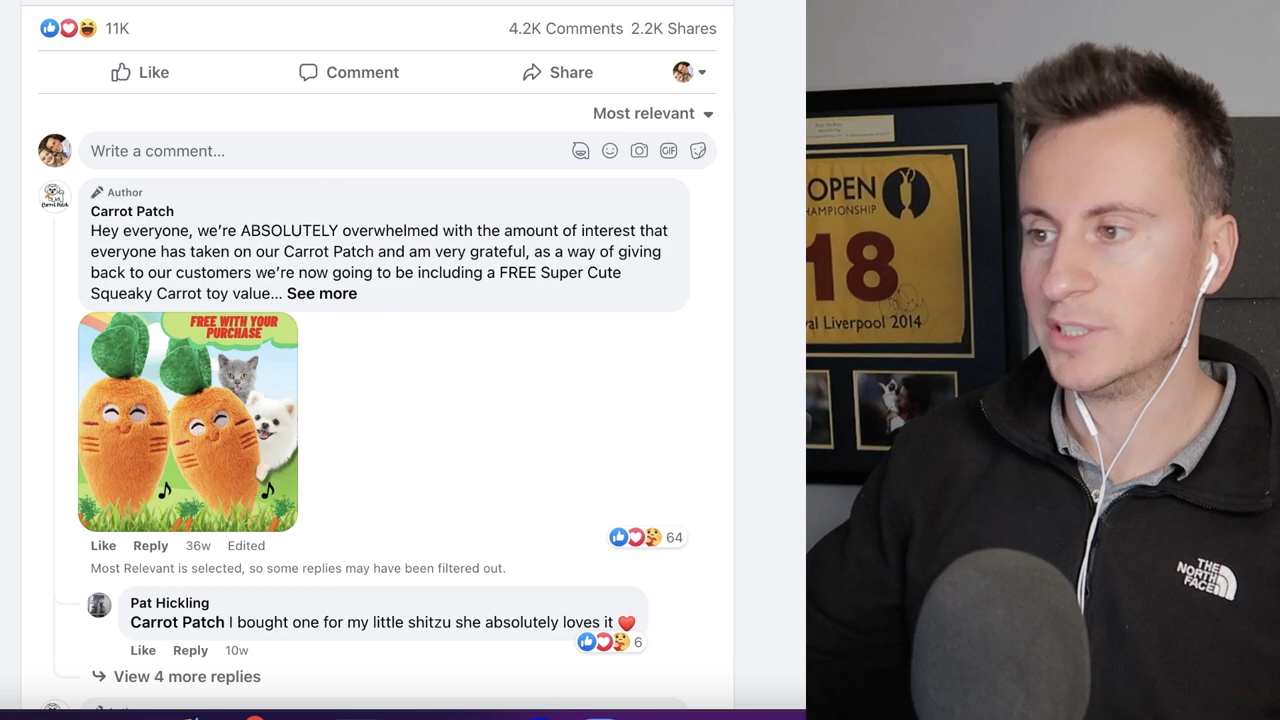 11K
4.2K Comments 2.2K Shares
Like
Comment
Share
Most relevant
Write a comment...
GIF
Author
Carrot Patch
Hey everyone, we're ABSOLUTELY overwhelmed with the amount of interest that
everyone has taken on our Carrot Patch and am very grateful, as a way of giving
back to our customers we're now going to be including a FREE Super Cute
Squeaky Carrot toy value... See more
FREE WITH YOUR
PURCHASE
64
Like Reply 36w Edited
Most Relevant is selected, so some replies may have been filtered out.
Pat Hickling
Carrot Patch I bought one for my little shitzu she absolutely loves it
6
Like Reply 10w
View 4 more replies
OPEN
HAMPIONSHIP
18
al Liverpool 2014
THE
NORTH
FACE